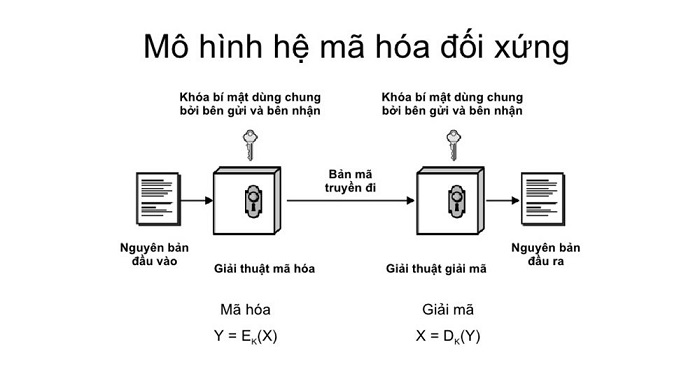 Mô hình hệ mã hóa đối xứng
Khóa bí mật dùng chung
bởi bên gửi và bên nhận
Khóa bí mật dùng chung
bởi bên gửi và bên nhận
Bản mã
truyền đi
Nguyên bản
đầu vào
Giải thuật mã hóa
Giải thuật giải mã
Nguyên bản
đầu ra
Mã hóa
Giải mã
Y = EK(X)
X = DK(Y)